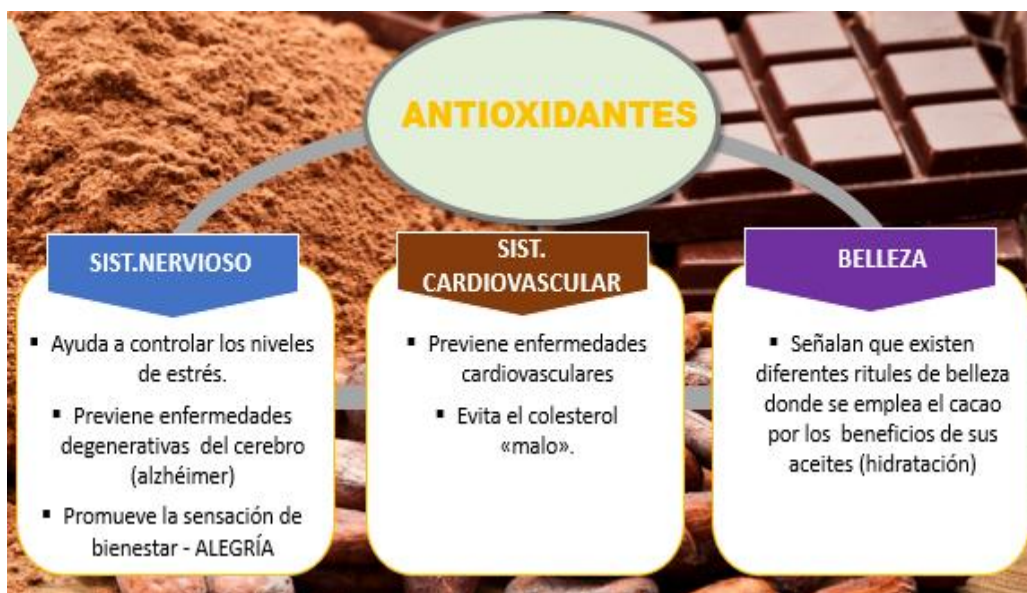 ANTIOXIDANTES
SIST.NERVIOSO
▪ Ayuda a controlar los niveles
de estrés.
▪ Previene enfermedades
degenerativas del cerebro
(alzhéimer)
▪ Promueve la sensación de
bienestar - ALEGRÍA
SIST.
CARDIOVASCULAR
▪ Previene enfermedades
cardiovasculares
▪ Evita el colesterol
«malo».
BELLEZA
▪ Señalan que existen
diferentes ritules de belleza
donde se emplea el cacao
por los beneficios de sus
aceites (hidratación)